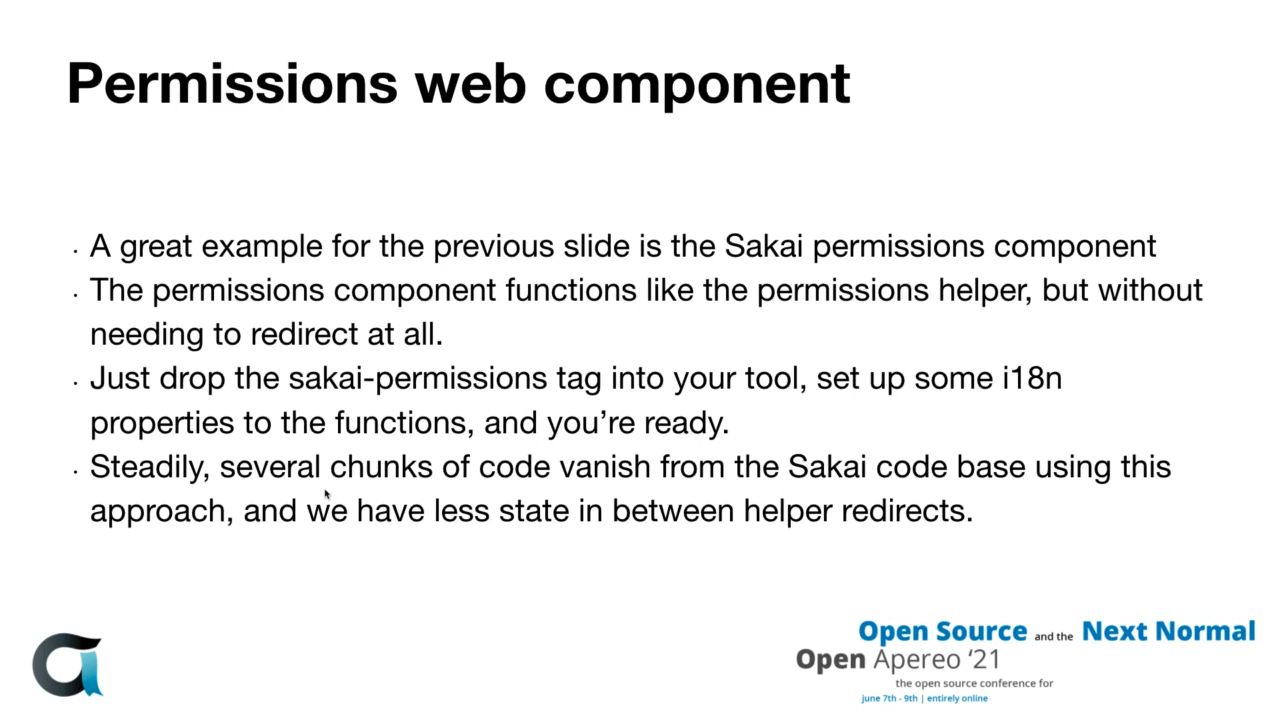 Permissions web component
· A great example for the previous slide is the Sakai permissions component
· The permissions component functions like the permissions helper, but without
needing to redirect at all.
· Just drop the sakai-permissions tag into your tool, set up some i18n
properties to the functions, and you’re ready.
· Steadily, several chunks of code vanish from the Sakai code base using this
approach, and we have less state in between helper redirects.
Open Source and the Next Normal
Open Apereo ‘21
the open source conference for
june 7th - 9th | entirely online